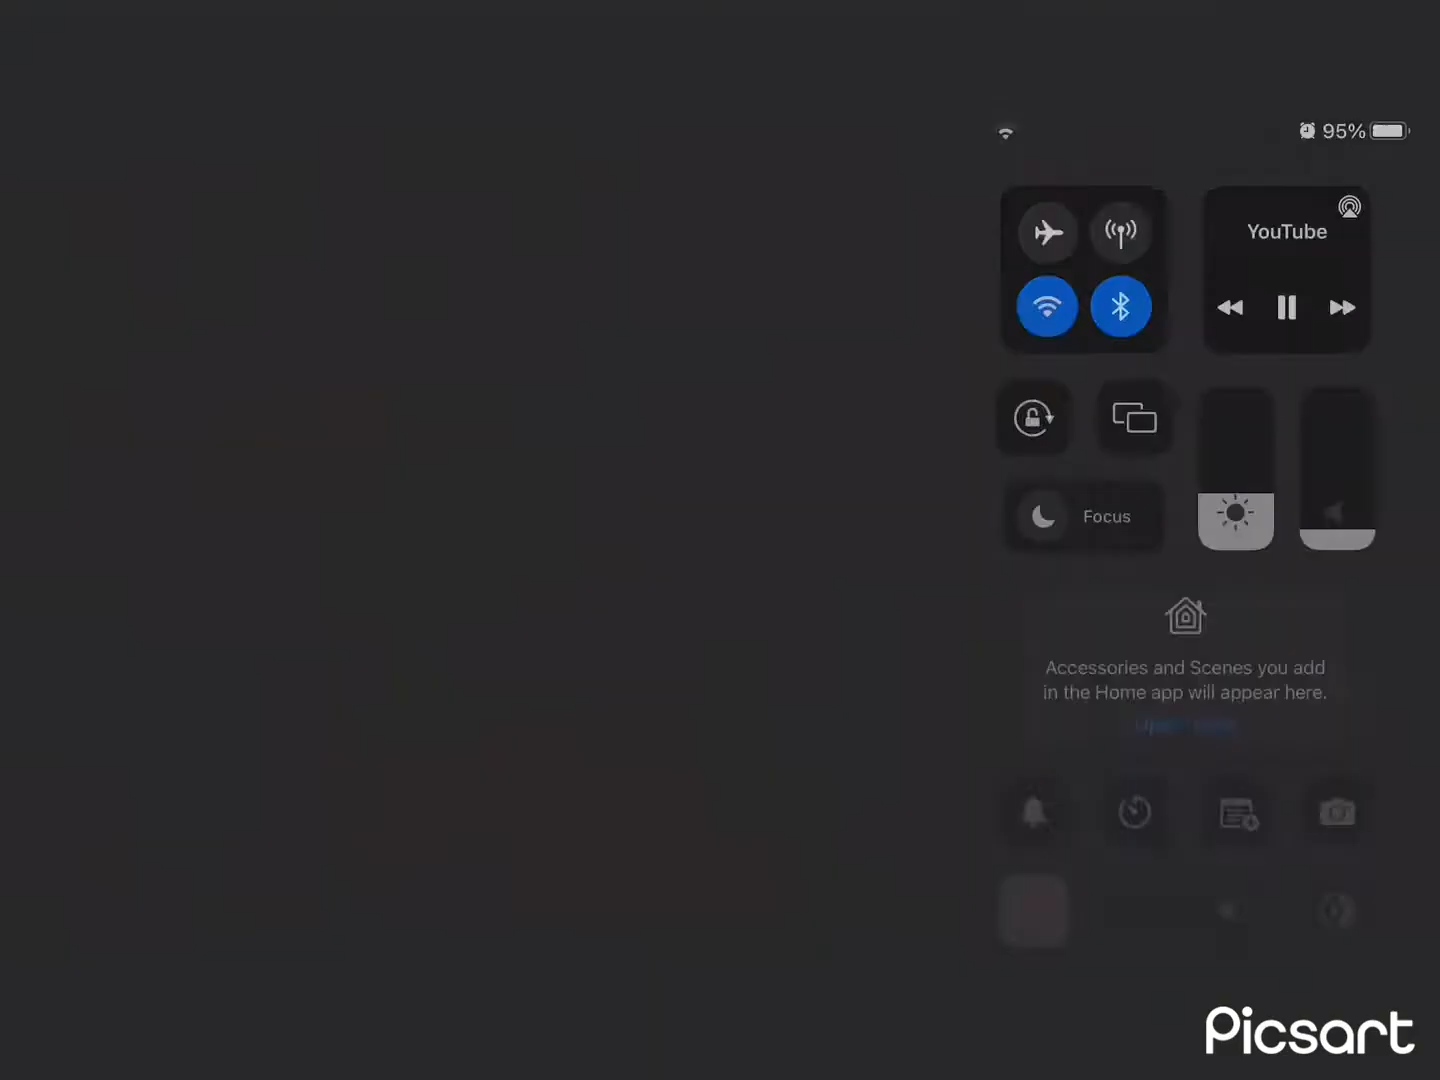 95%
YouTube
Focus
Accessories and Scenes you add
in the Home app will appear here.
Picsart